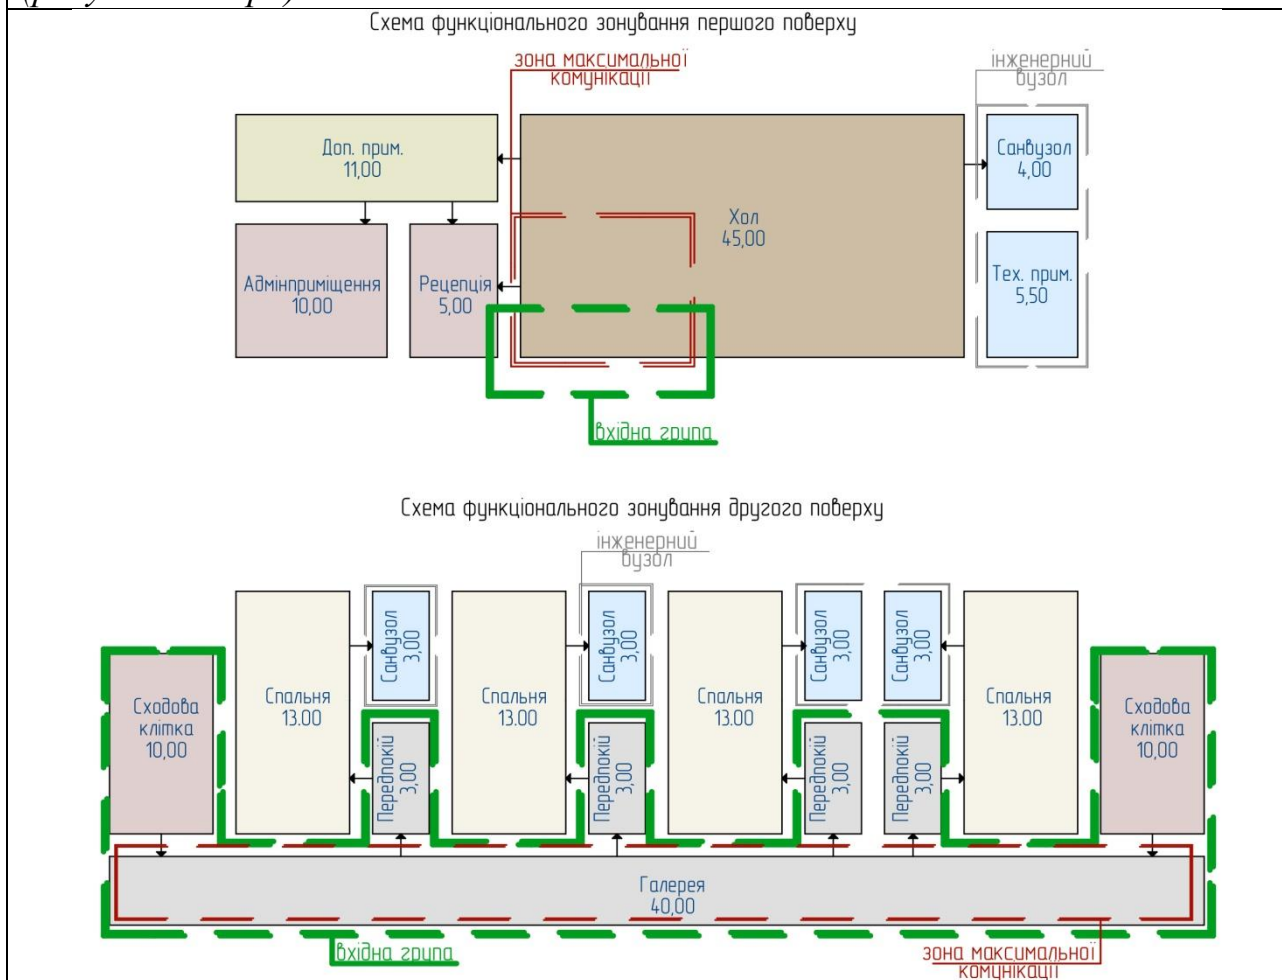 Схема функціонального зонування першого поверху
зона максимальної
комунікації
інженерний
вузол
Доп. прим.
11,00
Санвузол
4,00
Хол
45,00
Адмінприміщення
10,00
Рецепція
5,00
Тех. прим.
5,50
вхідна група
Схема функціонального зонування другого поверху
інженерний
вузол
Сходова
клітка
10,00
Спальня
13.00
Санвузол
3,00
Передпокій
3,00
Спальня
13.00
Санвузол
3,00
Передпокій
3,00
Спальня
13.00
Санвузол
3,00
Передпокій
3,00
Санвузол
3,00
Передпокій
3,00
Спальня
13.00
Сходова
клітка
10,00
Галерея
40,00
вхідна група
зона максимальної
комунікації